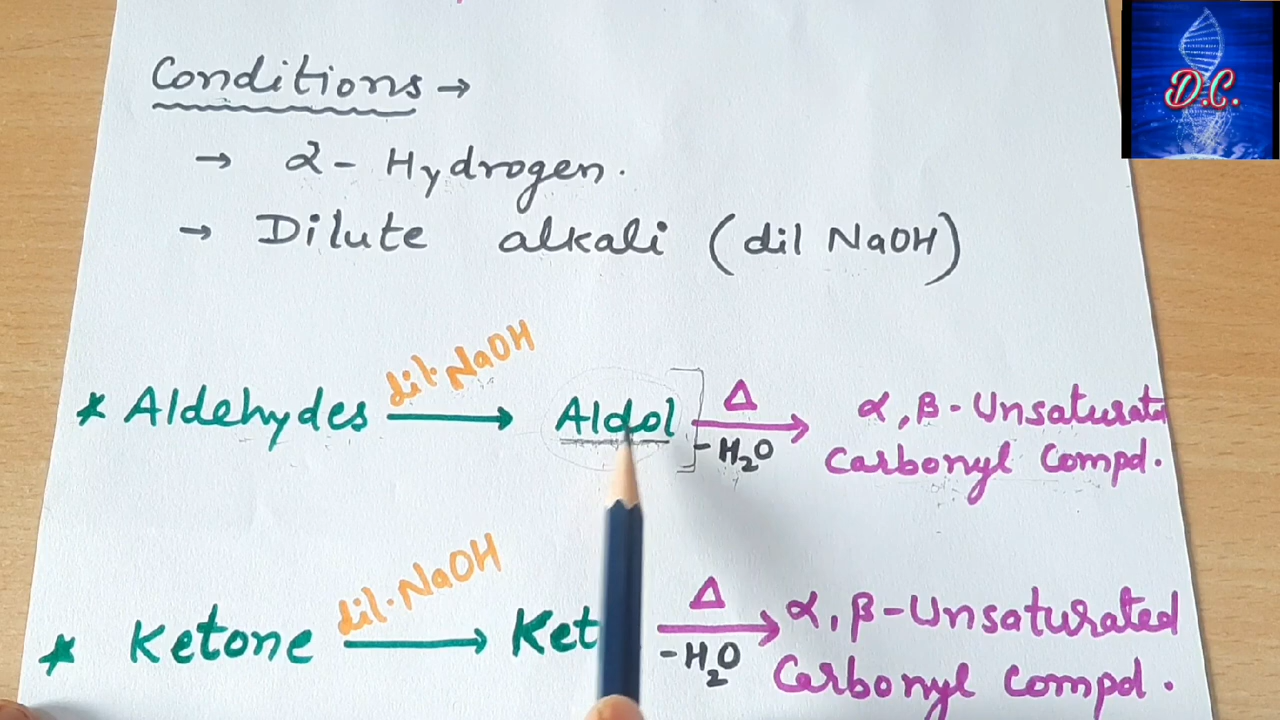 Conditions →
→ α- Hydrogen.
→ Dilute alkali (dil NaOH)
dil. NaOH
* Aldehydes → Aldol] Δ → α, β- Unsaturate
-H₂O Carbonyl Compd.
dil. NaOH
* Ketone → Ket Δ → α, β-Unsaturated
-H₂O Carbonyl Compd.
D.C.